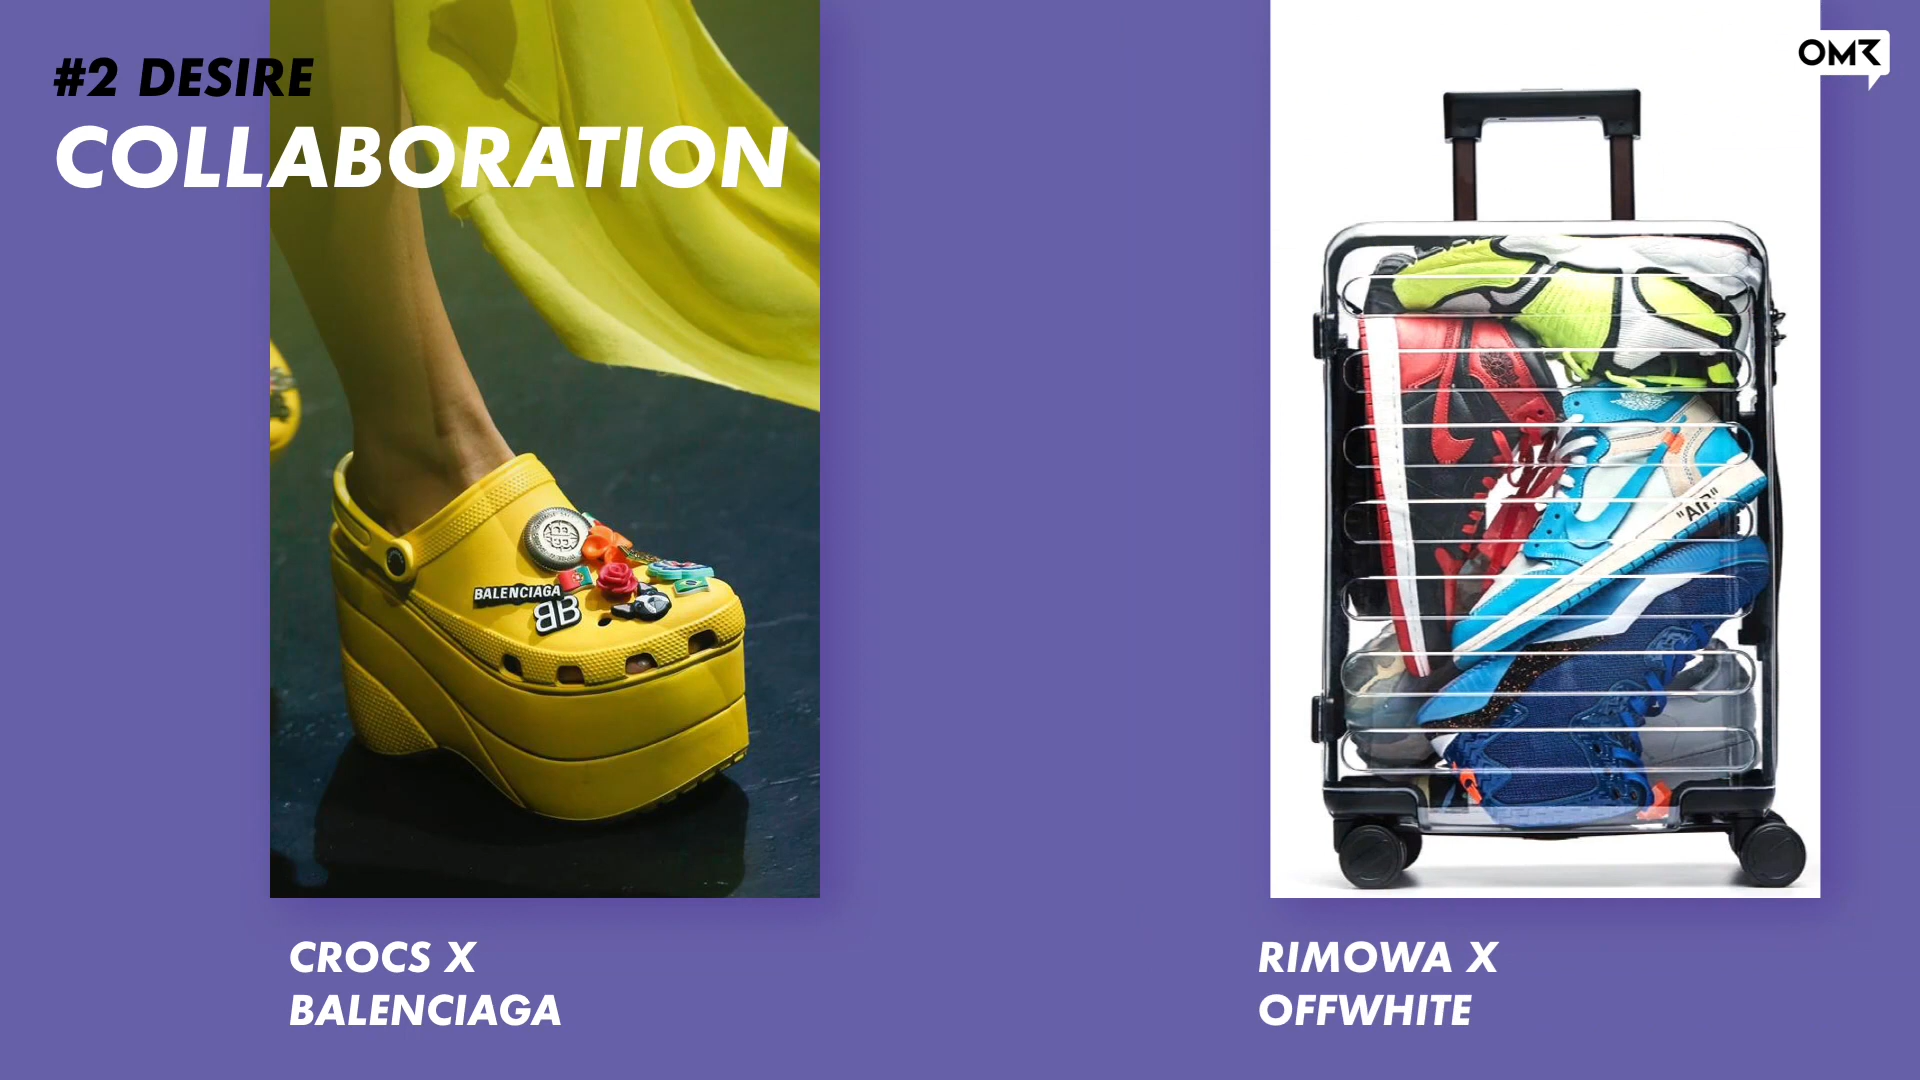 #2 DESIRE
COLLABORATION
OMR
BALENCIAGA
BB
"AIR"
CROCS X
BALENCIAGA
RIMOWA X
OFFWHITE